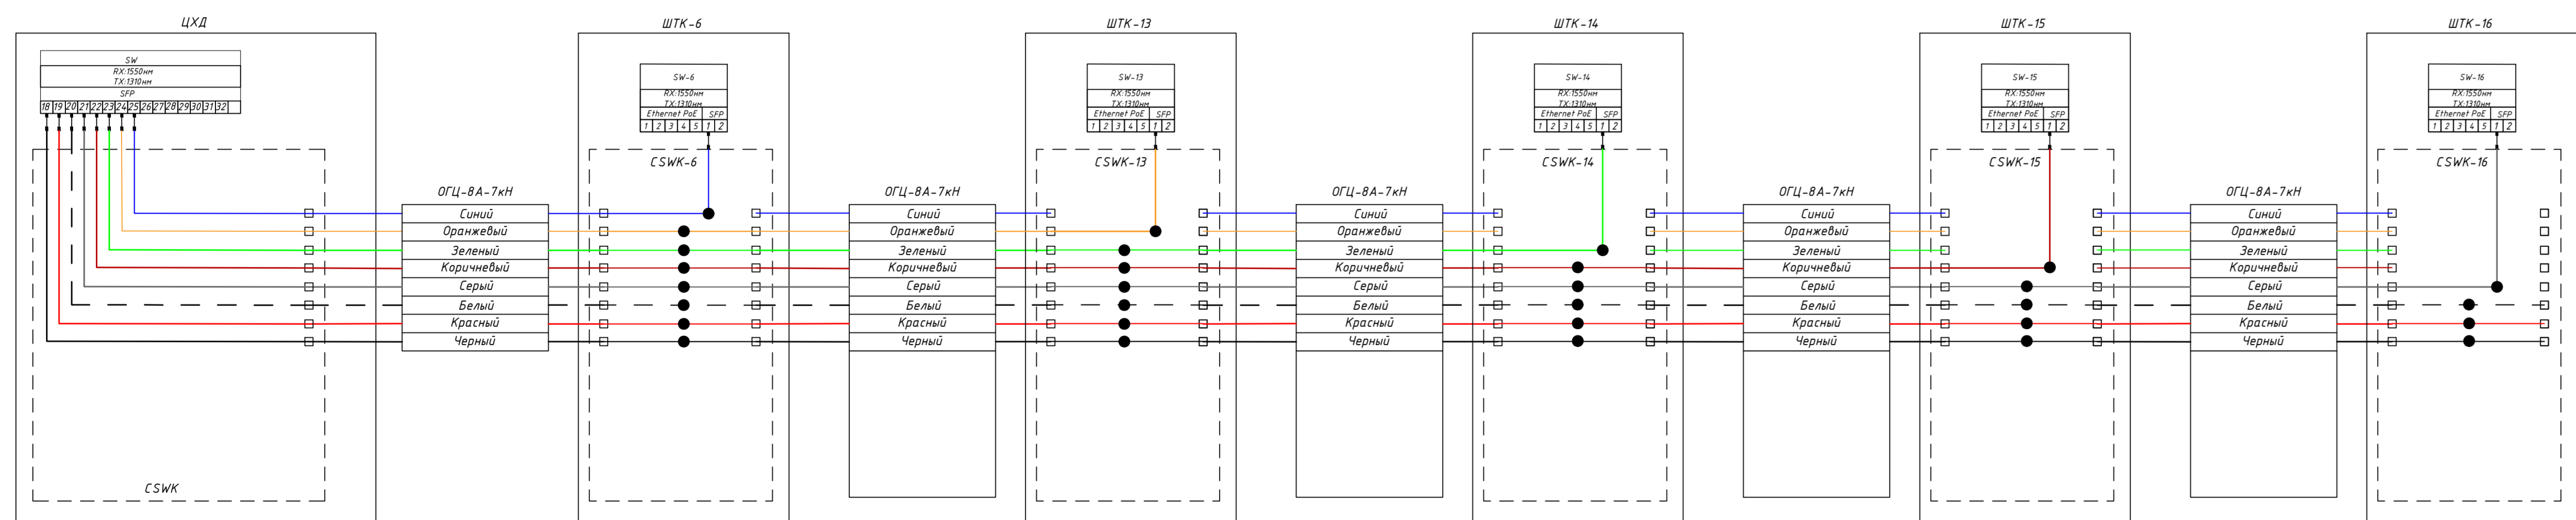 ЦХД
SW
RX:1550нм
TX:1310нм
SFP
18 19 20 21 22 23 24 25 26 27 28 29 30 31 32
CSWK
ОГЦ-8А-7кН
Синий
Оранжевый
Зеленый
Коричневый
Серый
Белый
Красный
Черный
ШТК-6
SW-6
RX:1550нм
TX:1310нм
Ethernet PoE SFP
1 2 3 4 5 1 2
CSWK-6
ОГЦ-8А-7кН
Синий
Оранжевый
Зеленый
Коричневый
Серый
Белый
Красный
Черный
ШТК-13
SW-13
RX:1550нм
TX:1310нм
Ethernet PoE SFP
1 2 3 4 5 1 2
CSWK-13
ОГЦ-8А-7кН
Синий
Оранжевый
Зеленый
Коричневый
Серый
Белый
Красный
Черный
ШТК-14
SW-14
RX:1550нм
TX:1310нм
Ethernet PoE SFP
1 2 3 4 5 1 2
CSWK-14
ОГЦ-8А-7кН
Синий
Оранжевый
Зеленый
Коричневый
Серый
Белый
Красный
Черный
ШТК-15
SW-15
RX:1550нм
TX:1310нм
Ethernet PoE SFP
1 2 3 4 5 1 2
CSWK-15
ОГЦ-8А-7кН
Синий
Оранжевый
Зеленый
Коричневый
Серый
Белый
Красный
Черный
ШТК-16
SW-16
RX:1550нм
TX:1310нм
Ethernet PoE SFP
1 2 3 4 5 1 2
CSWK-16